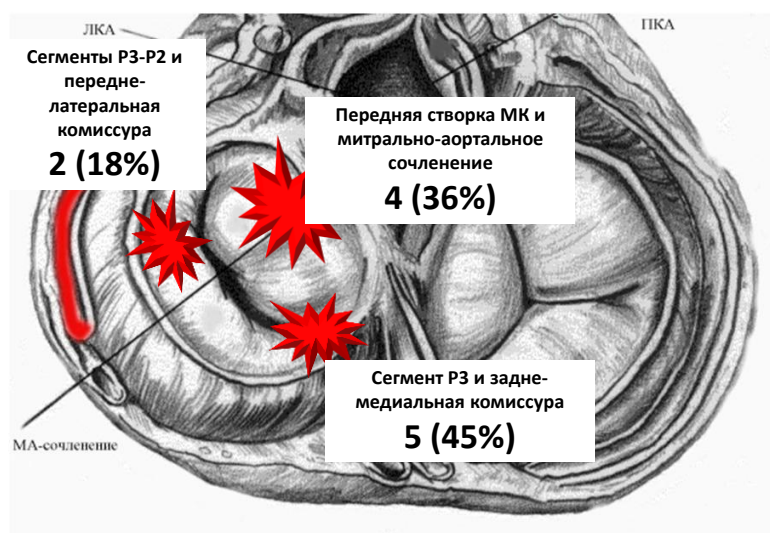 ЛКА
ПКА
Сегменты Р3-Р2 и
передне-
латеральная
комиссура
2 (18%)
Передняя створка МК и
митрально-аортальное
сочленение
4 (36%)
Сегмент Р3 и задне-
медиальная комиссура
5 (45%)
МА-сочленение